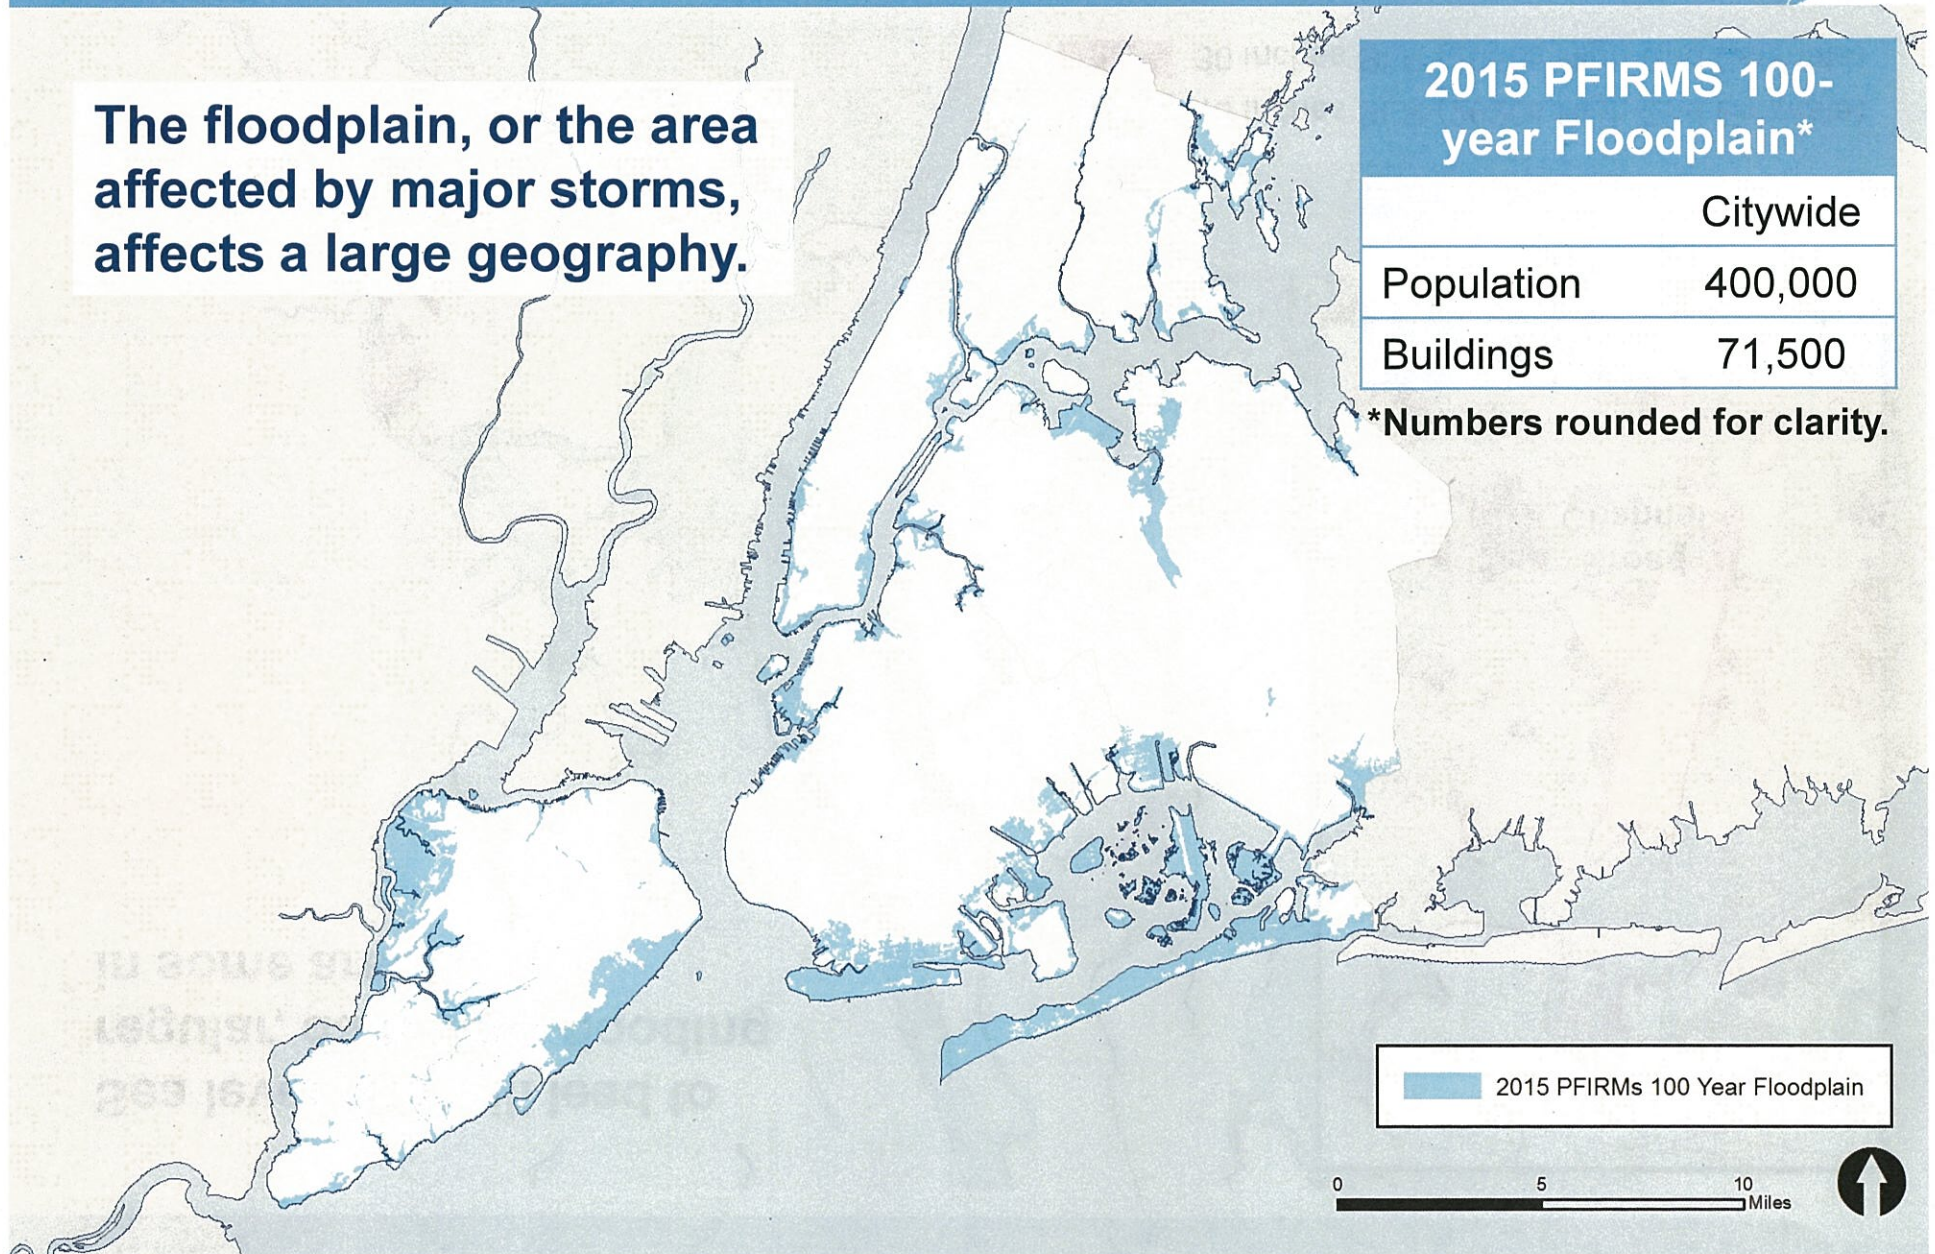 The floodplain, or the area
affected by major storms,
affects a large geography.
2015 PFIRMS 100-
year Floodplain*
Citywide
Population 400,000
Buildings 71,500
*Numbers rounded for clarity.
2015 PFIRMs 100 Year Floodplain
0 5 10
Miles